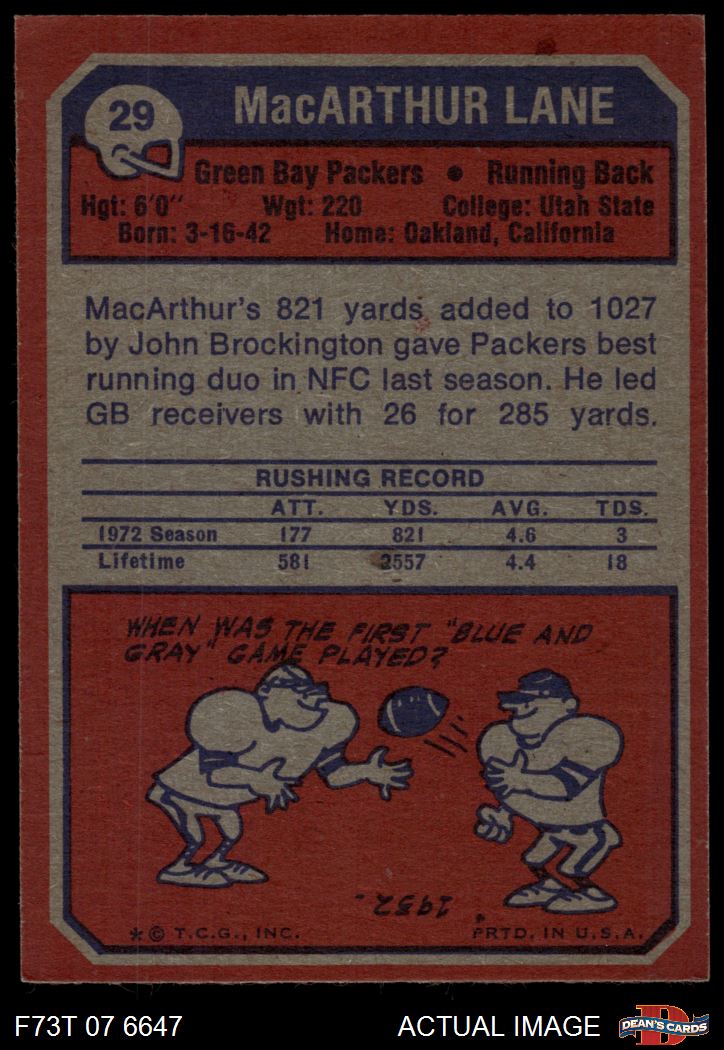 29
MacARTHUR LANE
Green Bay Packers • Running Back
Hgt: 6'0" Wgt: 220 College: Utah State
Born: 3-16-42 Home: Oakland, California
MacArthur's 821 yards added to 1027
by John Brockington gave Packers best
running duo in NFC last season. He led
GB receivers with 26 for 285 yards.
RUSHING RECORD
ATT. YDS. AVG. TDS.
1972 Season 177 821 4.6 3
Lifetime 581 2557 4.4 18
WHEN WAS THE FIRST "BLUE AND
GRAY" GAME PLAYED?
1952.
* © T.C.G., INC. PRTD. IN U.S.A.
F73T 07 6647 ACTUAL IMAGE D DEAN'S CARDS